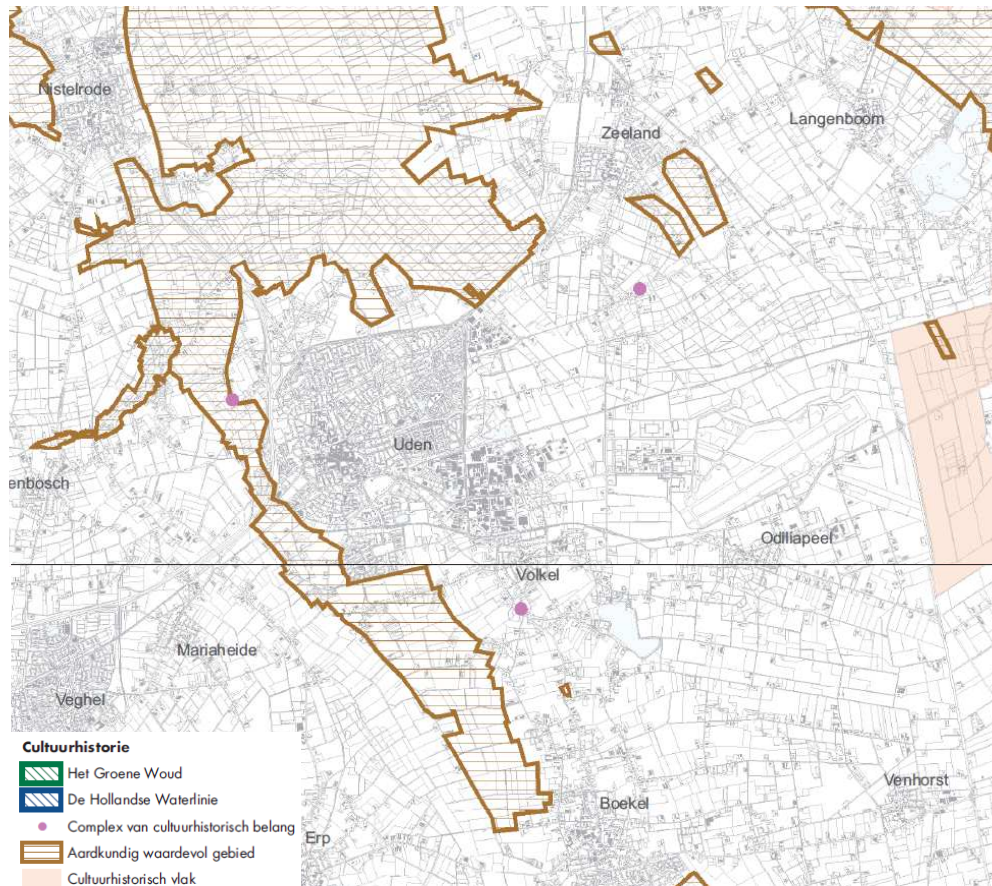 Nistelrode
Zeeland
Langenboom
Uden
enbosch
Odiliapeel
Volkel
Mariaheide
Veghel
Venhorst
Boekel
Erp
Cultuurhistorie
Het Groene Woud
De Hollandse Waterlinie
Complex van cultuurhistorisch belang
Aardkundig waardevol gebied
Cultuurhistorisch vlak